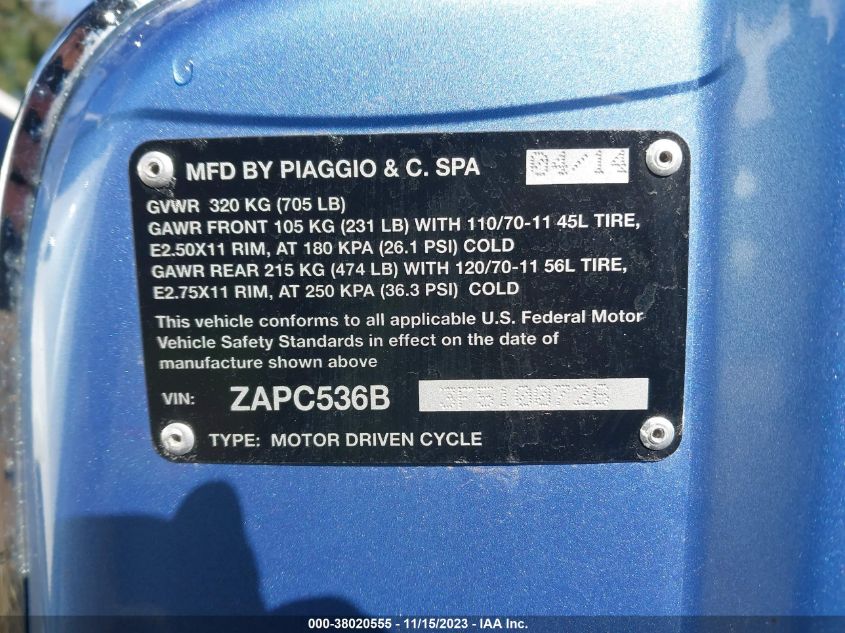 MFD BY PIAGGIO & C. SPA 04/14
GVWR 320 KG (705 LB)
GAWR FRONT 105 KG (231 LB) WITH 110/70-11 45L TIRE,
E2.50X11 RIM, AT 180 KPA (26.1 PSI) COLD
GAWR REAR 215 KG (474 LB) WITH 120/70-11 56L TIRE,
E2.75X11 RIM, AT 250 KPA (36.3 PSI) COLD
This vehicle conforms to all applicable U.S. Federal Motor
Vehicle Safety Standards in effect on the date of
manufacture shown above
VIN: ZAPC536B
TYPE: MOTOR DRIVEN CYCLE
000-38020555 - 11/15/2023 - IAA Inc.